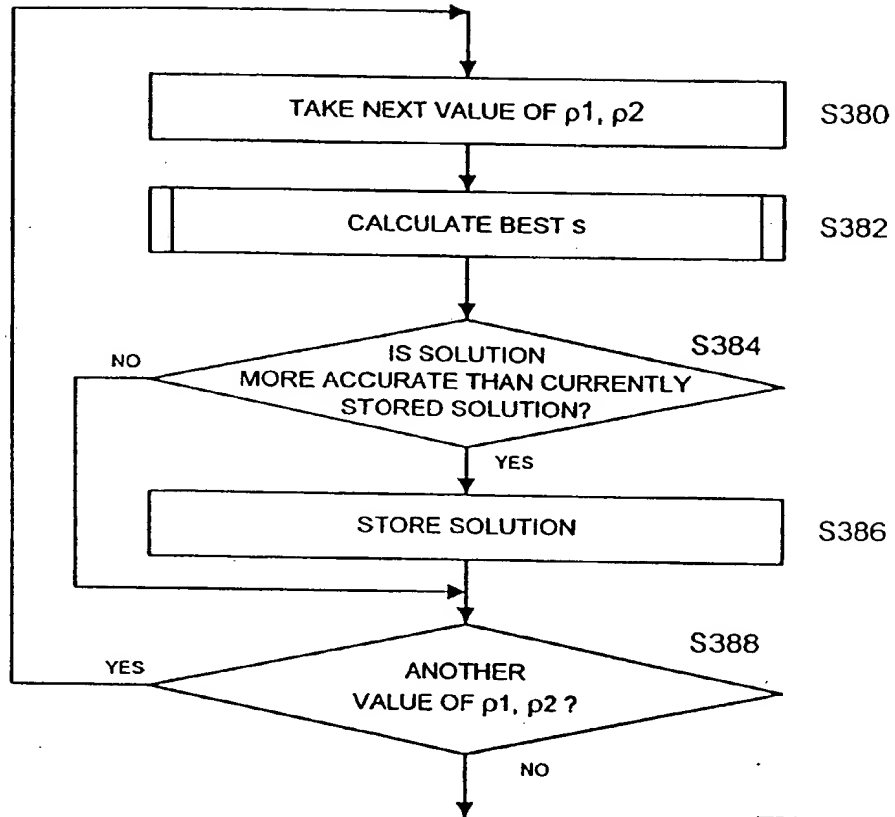 TAKE NEXT VALUE OF ρ1, ρ2
S380
CALCULATE BEST s
S382
S384
NO
IS SOLUTION
MORE ACCURATE THAN CURRENTLY
STORED SOLUTION?
YES
STORE SOLUTION
S386
S388
YES
ANOTHER
VALUE OF ρ1, ρ2 ?
NO